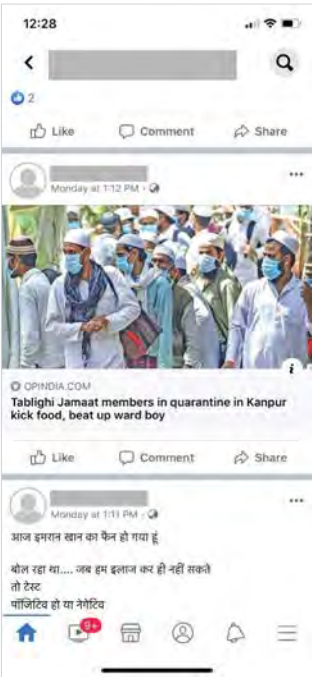 12:28
2
Like Comment Share
Monday at 1:12 PM
i
OPINDIA.COM
Tablighi Jamaat members in quarantine in Kanpur
kick food, beat up ward boy
Like Comment Share
Monday at 1:11 PM
आज इमरान खान का फैन हो गया हूं
बोल रहा था.... जब हम इलाज कर ही नहीं सकते
तो टेस्ट
पॉजिटिव हो या नेगेटिव
9+